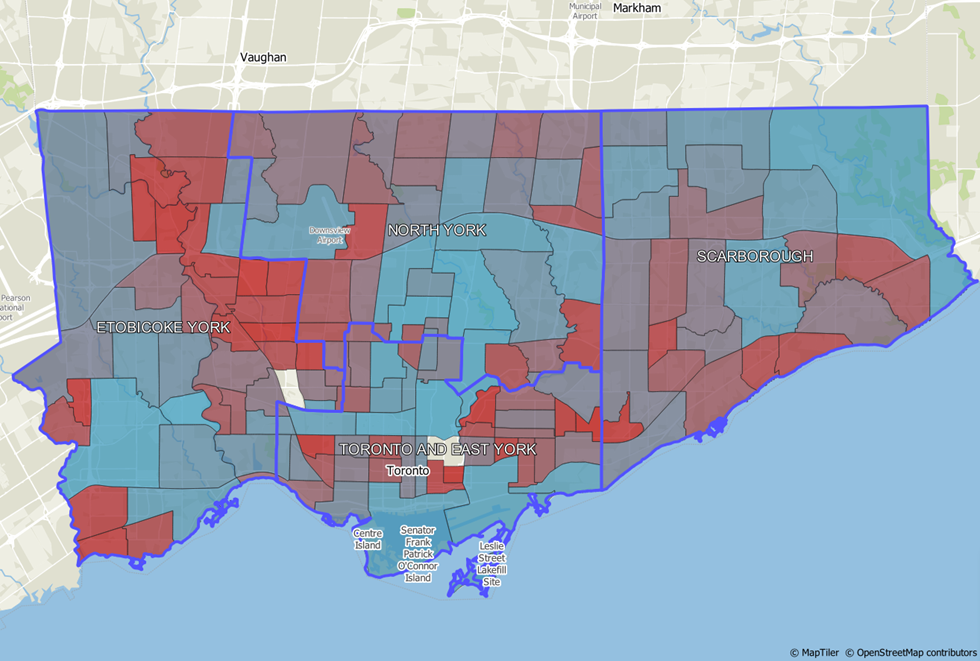 Municipal
Airport
Markham
Vaughan
Downsview
Airport
NORTH YORK
SCARBOROUGH
Pearson
ational
port
ETOBICOKE YORK
TORONTO AND EAST YORK
Toronto
Centre
Island
Senator
Frank
Patrick
O'Connor
Island
Leslie
Street
Lakefill
Site
© MapTiler © OpenStreetMap contributors